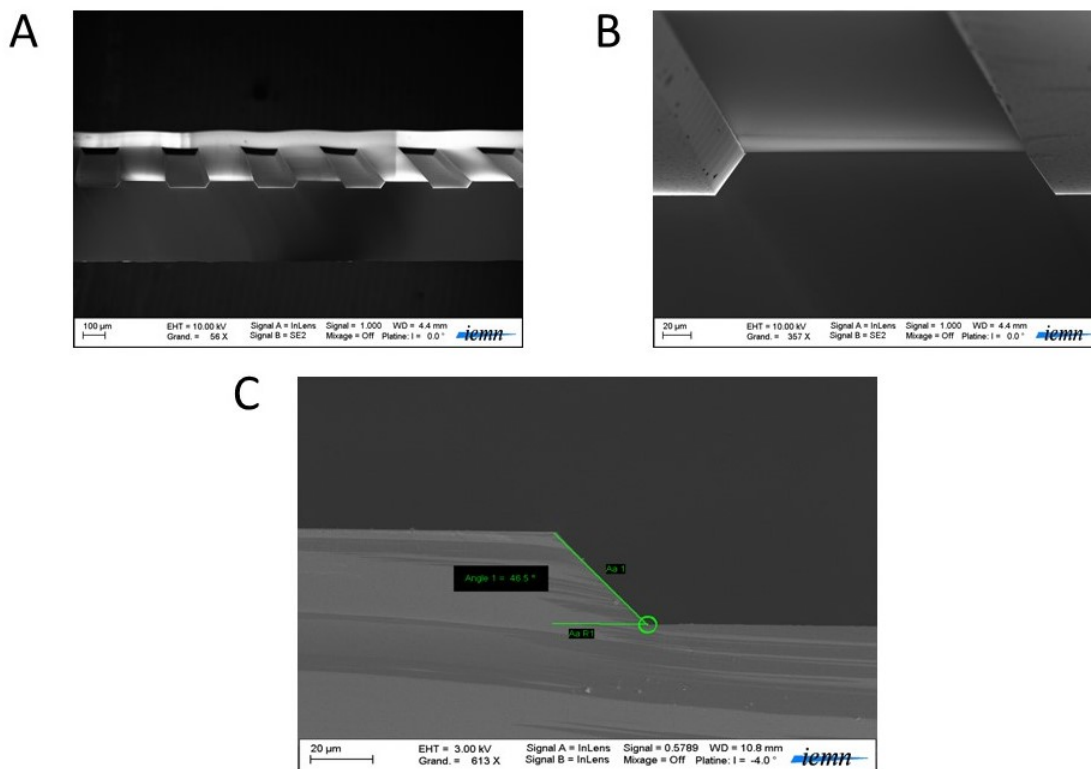 A
B
100 µm
EHT = 10.00 kV
Signal A = InLens
Signal = 1.000
WD = 4.4 mm
Grand. = 56 X
Signal B = SE2
Mixage = Off
Platine: I = 0.0 °
iemn
20 µm
EHT = 10.00 kV
Signal A = InLens
Signal = 1.000
WD = 4.4 mm
Grand. = 357 X
Signal B = SE2
Mixage = Off
Platine: I = 0.0 °
iemn
C
Aa 1
Angle 1 = 46.5 °
Aa R1
20 µm
EHT = 3.00 kV
Signal A = InLens
Signal = 0.5789
WD = 10.8 mm
Grand. = 613 X
Signal B = InLens
Mixage = Off
Platine: I = -4.0 °
iemn